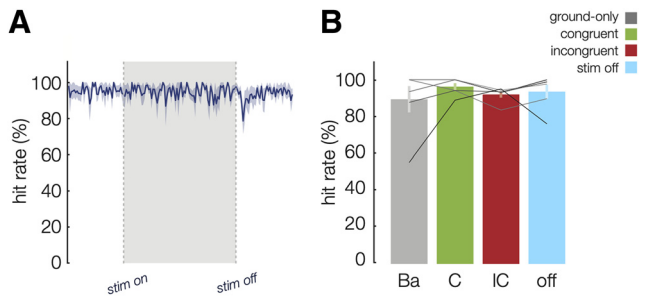 A
hit rate (%)
100
80
60
40
20
0
stim on
stim off
B
ground-only
congruent
incongruent
stim off
hit rate (%)
100
80
60
40
20
0
Ba
C
IC
off